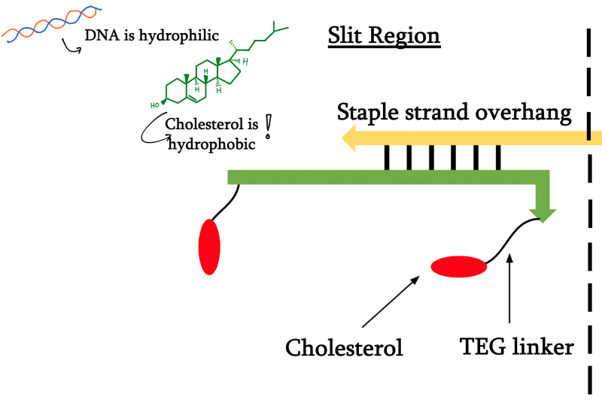 DNA is hydrophilic
Slit Region
H
H
H
H
HO
Cholesterol is !
hydrophobic
Staple strand overhang
Cholesterol
TEG linker